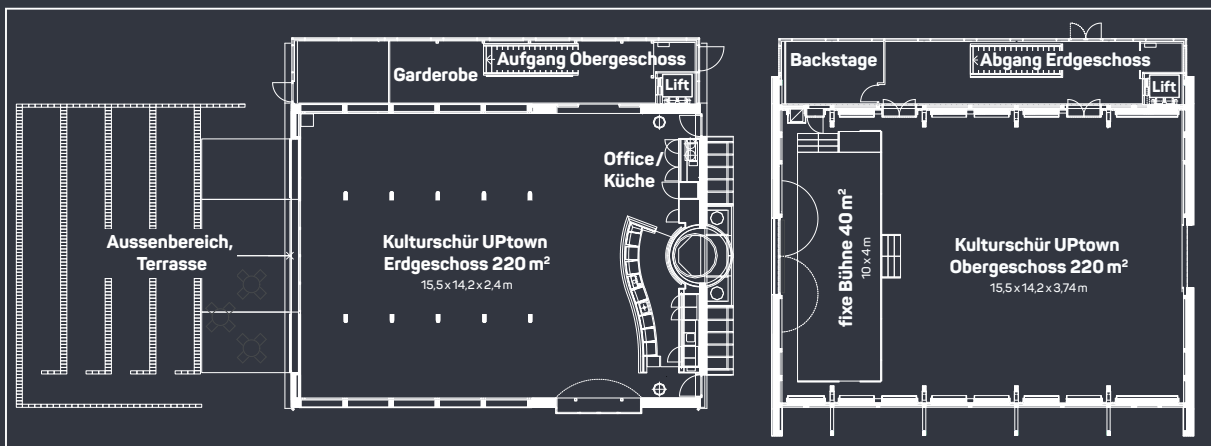 Garderobe
Aufgang Obergeschoss
Lift
Office/
Küche
Aussenbereich,
Terrasse
Kulturschür UPtown
Erdgeschoss 220 m²
15,5 x 14,2 x 2,4 m
Backstage
Abgang Erdgeschoss
Lift
fixe Bühne 40 m²
10 x 4 m
Kulturschür UPtown
Obergeschoss 220 m²
15,5 x 14,2 x 3,74 m